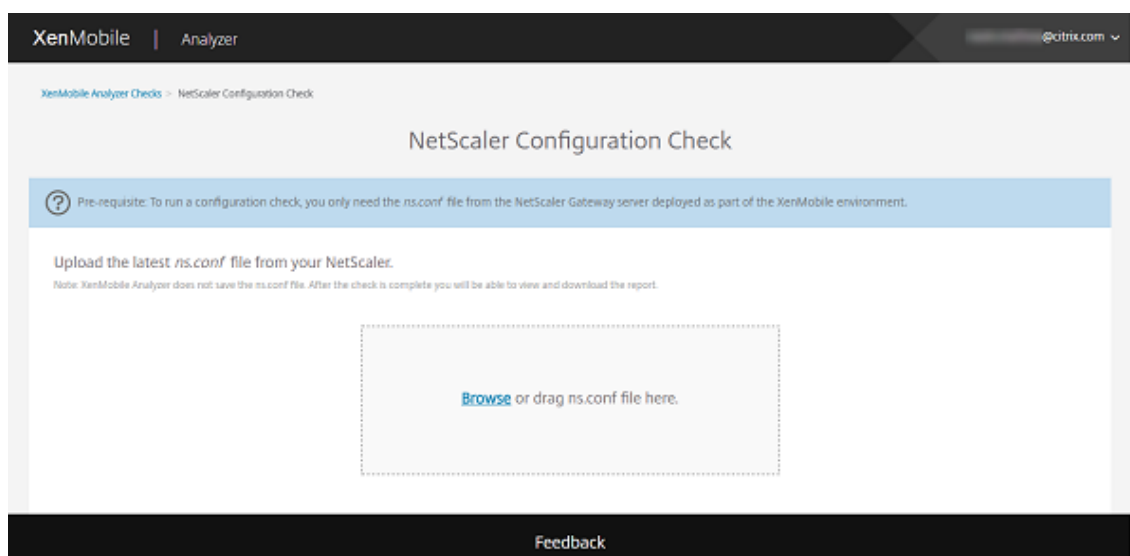 XenMobile | Analyzer
@citrix.com
XenMobile Analyzer Checks > NetScaler Configuration Check
NetScaler Configuration Check
? Pre-requisite: To run a configuration check, you only need the ns.conf file from the NetScaler Gateway server deployed as part of the XenMobile environment.
Upload the latest ns.conf file from your NetScaler.
Note: XenMobile Analyzer does not save the ns.conf file. After the check is complete you will be able to view and download the report.
Browse or drag ns.conf file here.
Feedback